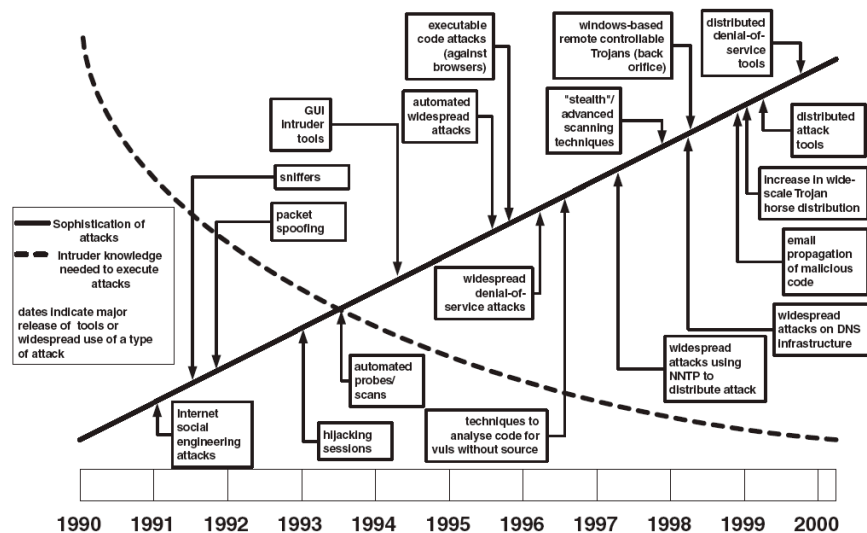 executable
code attacks
(against
browsers)
windows-based
remote controllable
Trojans (back
orifice)
distributed
denial-of-
service
tools
GUI
Intruder
tools
automated
widespread
attacks
"stealth"/
advanced
scanning
techniques
distributed
attack
tools
sniffers
Increase in wide-
scale Trojan
horse distribution
packet
spoofing
Sophistication of
attacks
Intruder knowledge
needed to execute
attacks
dates indicate major
release of tools or
widespread use of a type
of attack
email
propagation
of malicious
code
widespread
denial-of-
service attacks
widespread
attacks on DNS
infrastructure
widespread
attacks using
NNTP to
distribute attack
automated
probes/
scans
Internet
social
engineering
attacks
hijacking
sessions
techniques to
analyse code for
vuls without source
1990 1991 1992 1993 1994 1995 1996 1997 1998 1999 2000